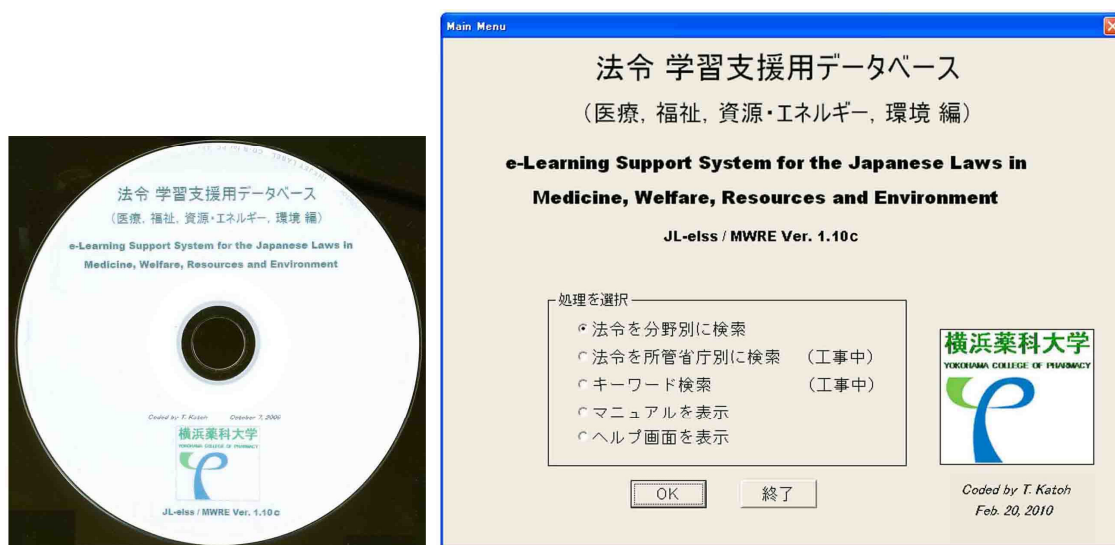 法令 学習支援用データベース
（医療, 福祉, 資源・エネルギー, 環境 編）
e-Learning Support System for the Japanese Laws in
Medicine, Welfare, Resources and Environment
Coded by T. Katoh October 7, 2006
横浜薬科大学
YOKOHAMA COLLEGE OF PHARMACY
JL-elss / MWRE Ver. 1.10c
Main Menu
法令 学習支援用データベース
（医療, 福祉, 資源・エネルギー, 環境 編）
e-Learning Support System for the Japanese Laws in
Medicine, Welfare, Resources and Environment
JL-elss / MWRE Ver. 1.10c
処理を選択
法令を分野別に検索
法令を所管省庁別に検索 （工事中）
キーワード検索 （工事中）
マニュアルを表示
ヘルプ画面を表示
OK 終了
横浜薬科大学
YOKOHAMA COLLEGE OF PHARMACY
Coded by T. Katoh
Feb. 20, 2010